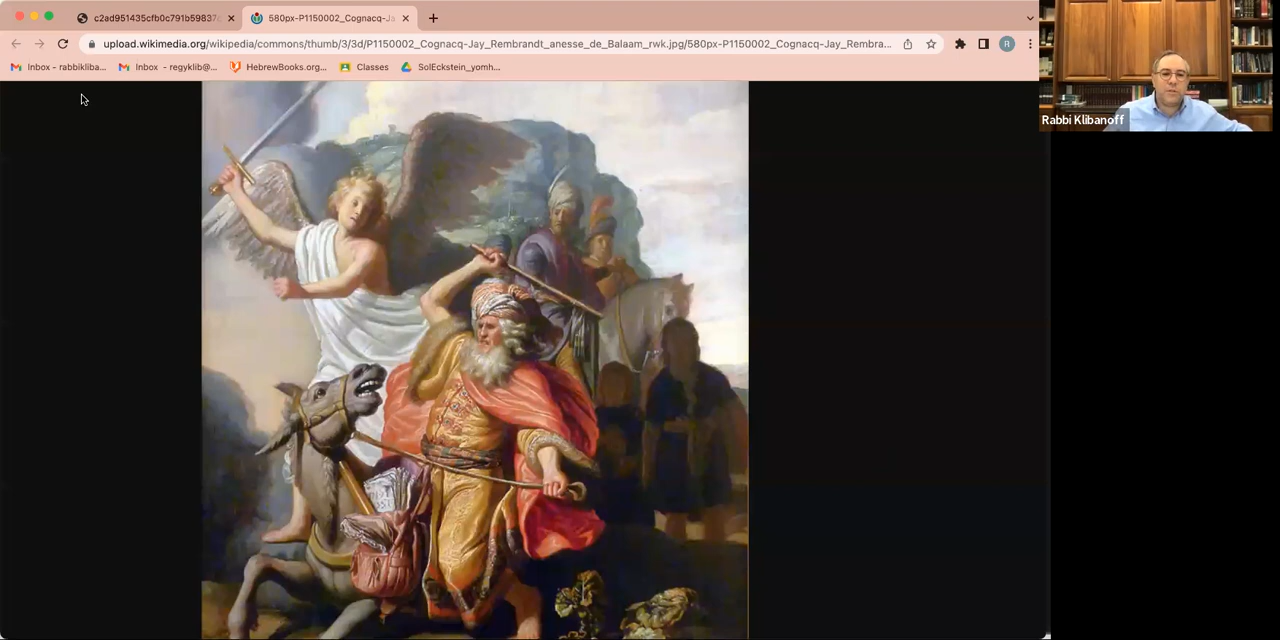 c2ad951435cfb0c791b59837
580px-P1150002_Cognacq-Ja
upload.wikimedia.org/wikipedia/commons/thumb/3/3d/P1150002_Cognacq-Jay_Rembrandt_anesse_de_Balaam_rwk.jpg/580px-P1150002_Cognacq-Jay_Rembra...
R
Inbox - rabbikliba...
Inbox - regyklib@...
HebrewBooks.org...
Classes
SolEckstein_yomh...
Rabbi Klibanoff